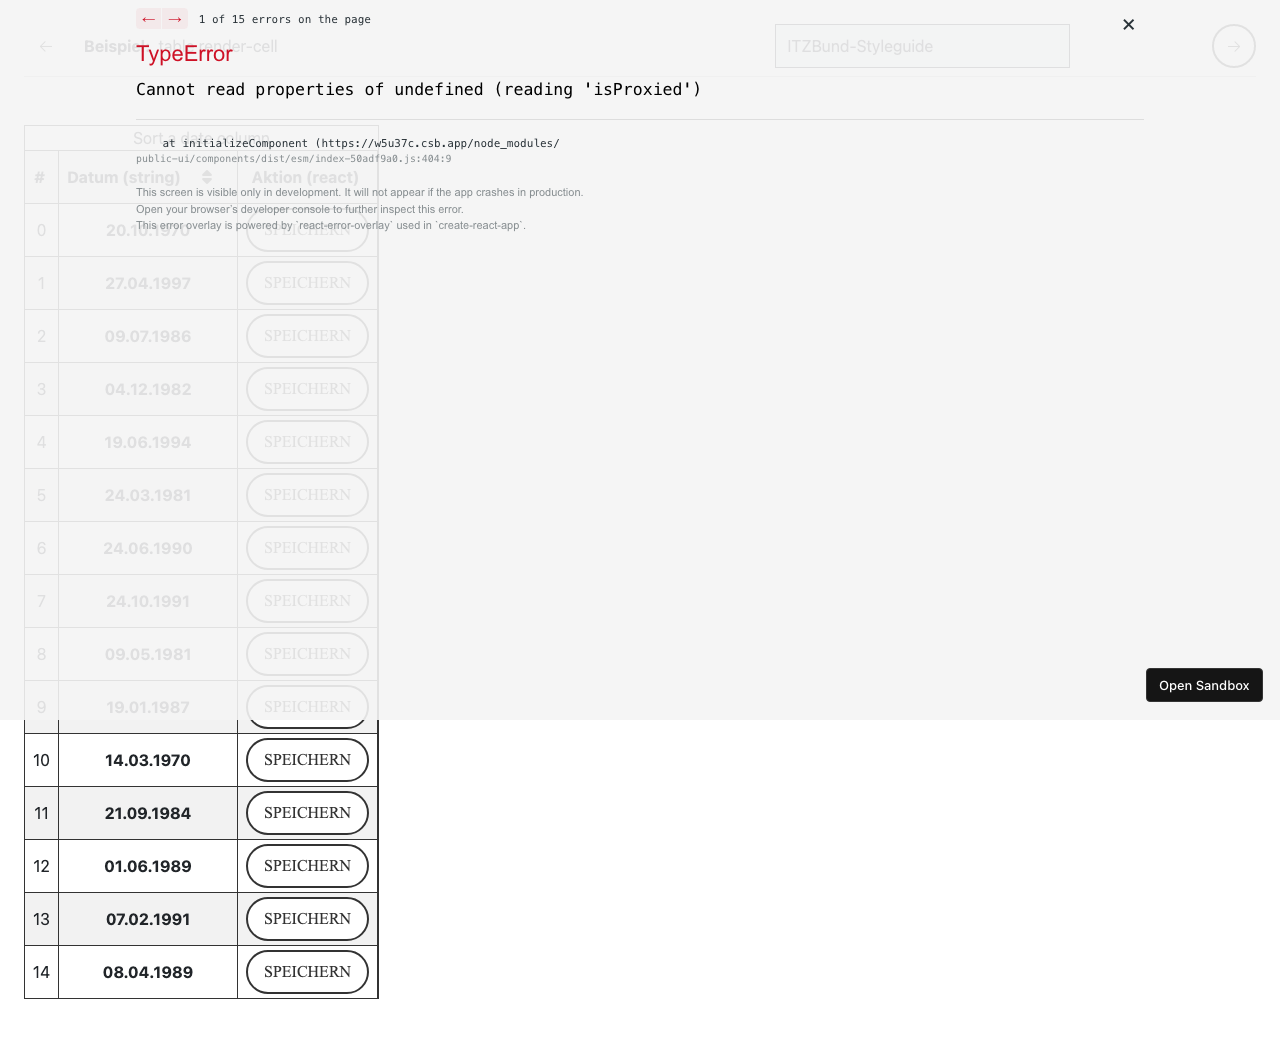 ← → 1 of 15 errors on the page
← Beispiel table render-cell
ITZBund-Styleguide
TypeError
Cannot read properties of undefined (reading 'isProxied')
Sort a date column
at initializeComponent (https://w5u37c.csb.app/node_modules/
public-ui/components/dist/esm/index-50adf9a0.js:404:9
# Datum (string) Aktion (react)
This screen is visible only in development. It will not appear if the app crashes in production.
Open your browser’s developer console to further inspect this error.
This error overlay is powered by `react-error-overlay` used in `create-react-app`.
0 20.10.1970 SPEICHERN
1 27.04.1997 SPEICHERN
2 09.07.1986 SPEICHERN
3 04.12.1982 SPEICHERN
4 19.06.1994 SPEICHERN
5 24.03.1981 SPEICHERN
6 24.06.1990 SPEICHERN
7 24.10.1991 SPEICHERN
8 09.05.1981 SPEICHERN
Open Sandbox
9 19.01.1987 SPEICHERN
10 14.03.1970 SPEICHERN
11 21.09.1984 SPEICHERN
12 01.06.1989 SPEICHERN
13 07.02.1991 SPEICHERN
14 08.04.1989 SPEICHERN